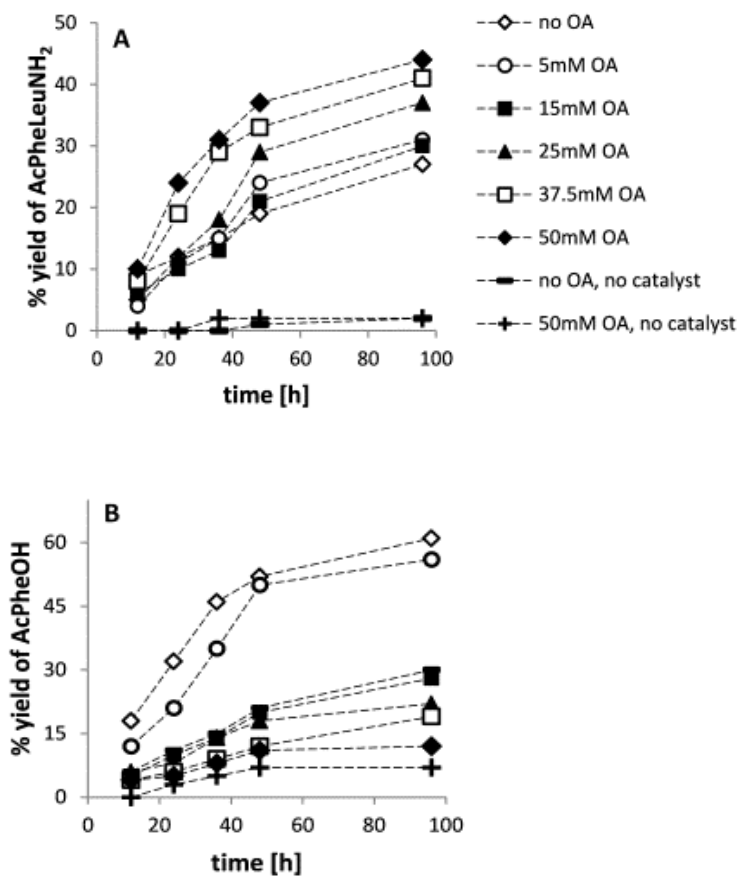 A
% yield of AcPheLeuNH₂
50
40
30
20
10
0
0 20 40 60 80 100
time [h]
no OA
5mM OA
15mM OA
25mM OA
37.5mM OA
50mM OA
no OA, no catalyst
50mM OA, no catalyst
B
% yield of AcPheOH
60
45
30
15
0
0 20 40 60 80 100
time [h]